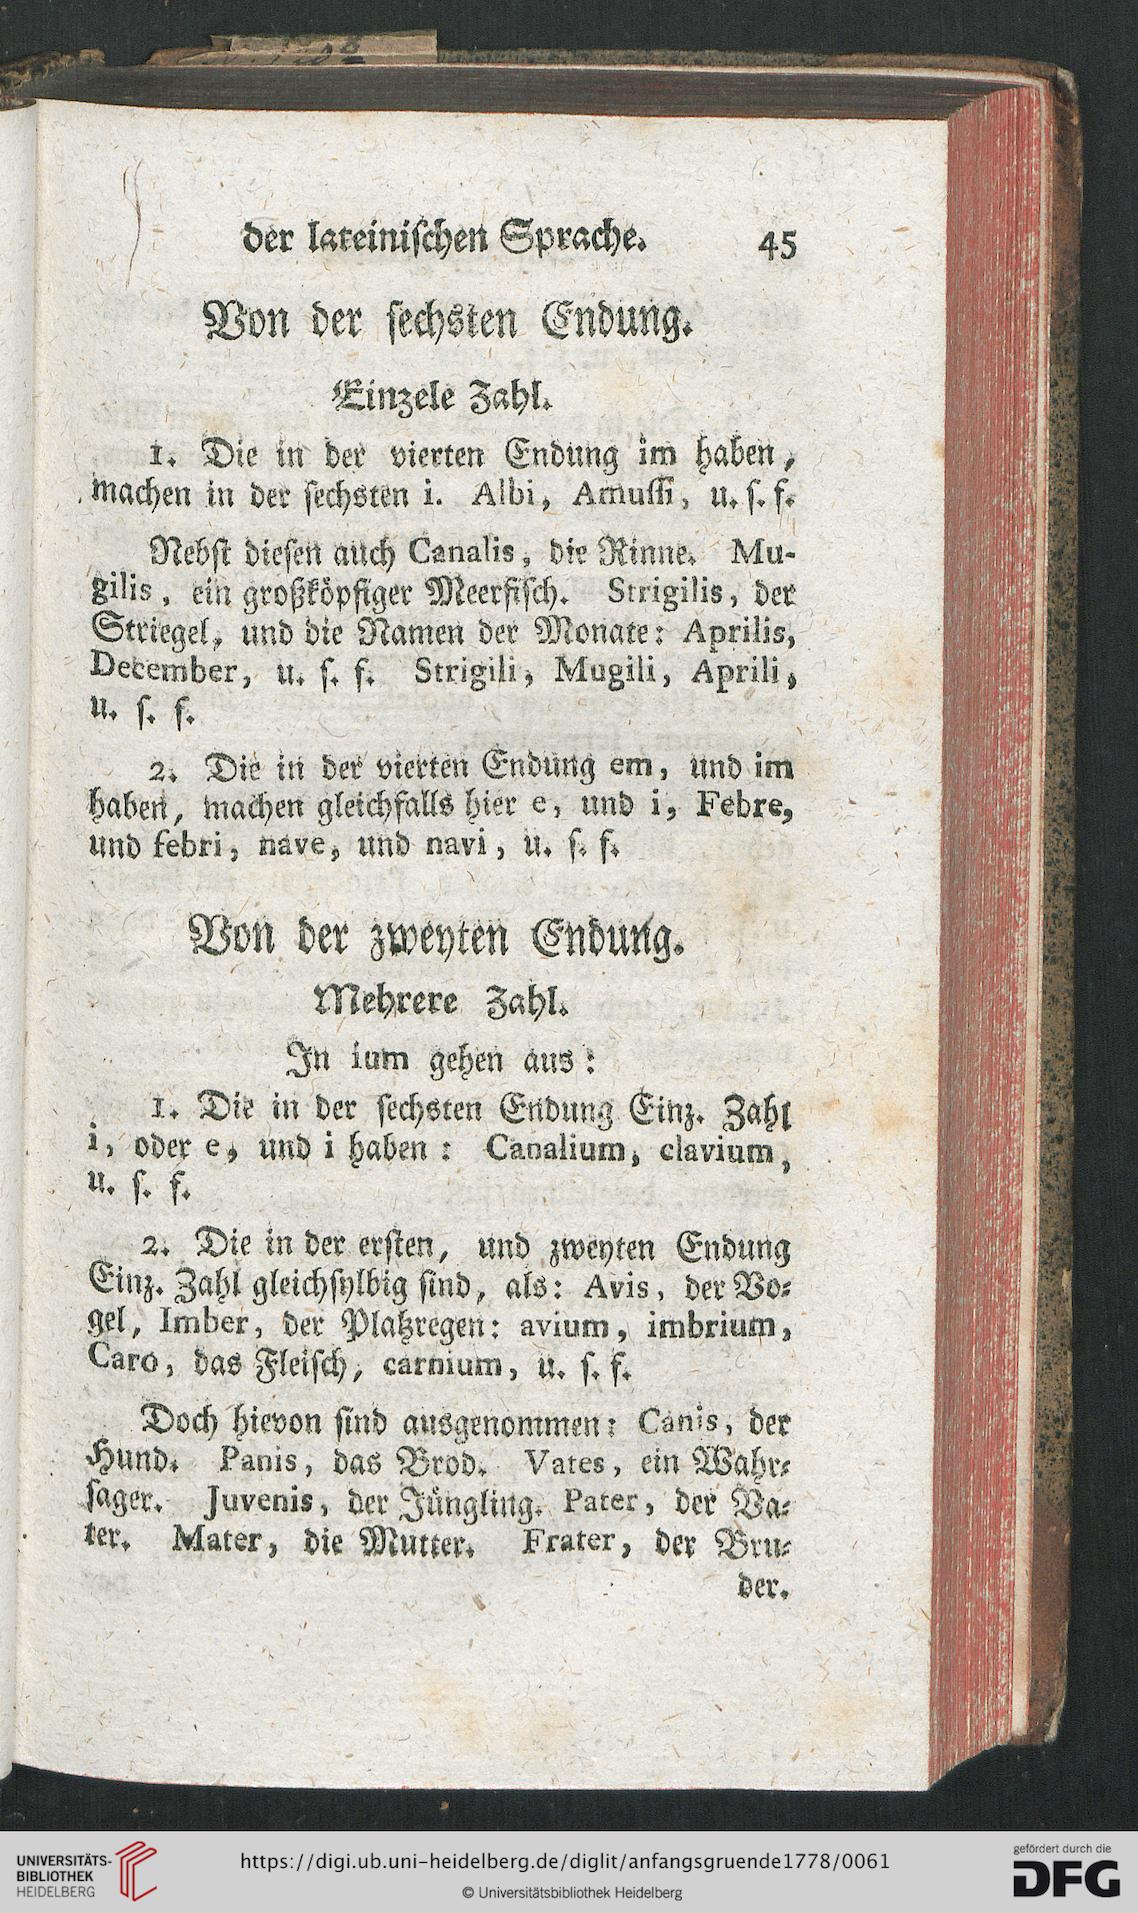 der lateinischen Sprache. 45
Von der sechsten Endung.
Einzele Zahl.
1. Die in der vierten Endung im haben,
machen in der sechsten i. Albi, Amussi, u. s. f.
Nebst diesen auch Canalis, die Rinne. Mu-
gilis, ein großköpfiger Meerfisch. Strigilis, der
Striegel, und die Namen der Monate: Aprilis,
December, u. s. f. Strigili, Mugili, Aprili,
u. s. f.
2. Die in der vierten Endung em, und im
haben, machen gleichfalls hier e, und i, Febre,
und febri, nave, und navi, u. s. f.
Von der zweyten Endung.
Mehrere Zahl.
In ium gehen aus:
1. Die in der sechsten Endung Einz. Zahl
i, oder e, und i haben: Canalium, clavium,
u. s. f.
2. Die in der ersten, und zweyten Endung
Einz. Zahl gleichsylbig sind, als: Avis, der Vo-
gel, Imber, der Platzregen: avium, imbrium,
Caro, das Fleisch, carnium, u. s. f.
Doch hievon sind ausgenommen: Canis, der
Hund. Panis, das Brod. Vates, ein Wahr-
sager. Juvenis, der Jüngling. Pater, der Va-
ter. Mater, die Mutter. Frater, der Bru-
der.
UNIVERSITÄTS-
BIBLIOTHEK
HEIDELBERG
https://digi.ub.uni-heidelberg.de/diglit/anfangsgruende1778/0061
© Universitätsbibliothek Heidelberg
gefördert durch die
DFG